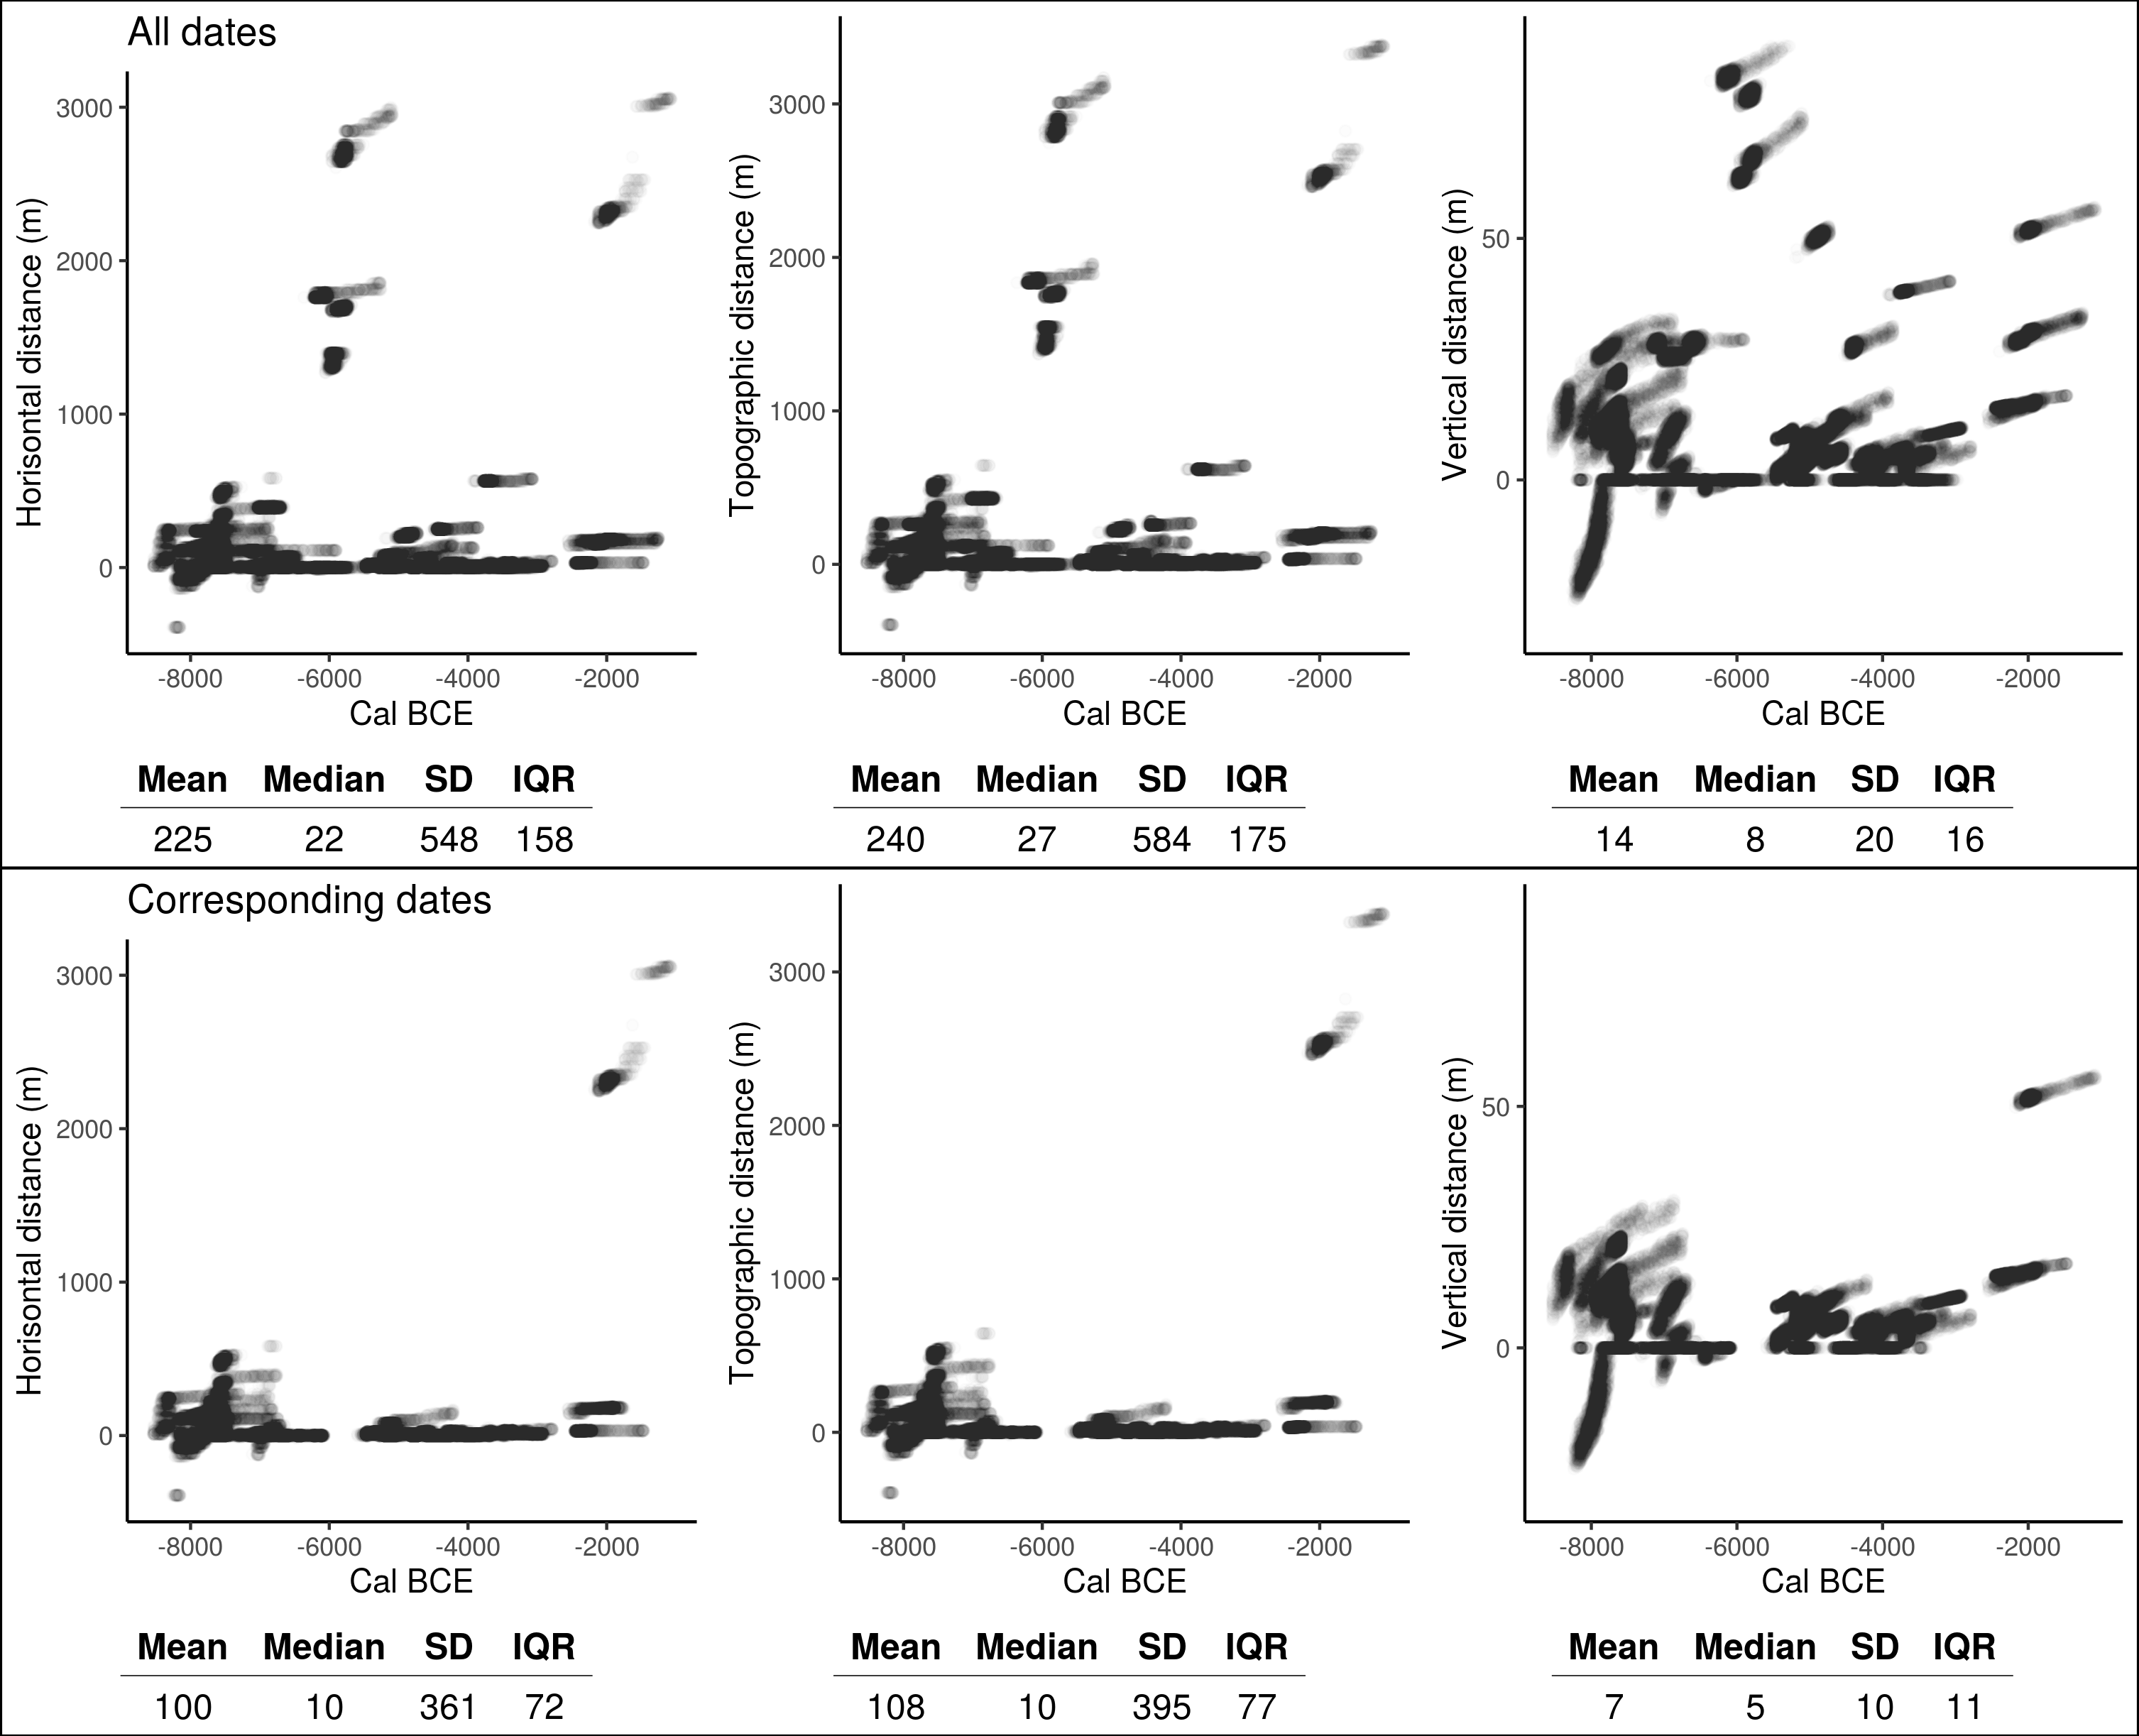 All dates
Horisontal distance (m)
3000
2000
1000
0
-8000 -6000 -4000 -2000
Cal BCE
Mean Median SD IQR
225 22 548 158
Topographic distance (m)
3000
2000
1000
0
-8000 -6000 -4000 -2000
Cal BCE
Mean Median SD IQR
240 27 584 175
Vertical distance (m)
50
0
-8000 -6000 -4000 -2000
Cal BCE
Mean Median SD IQR
14 8 20 16
Corresponding dates
Horisontal distance (m)
3000
2000
1000
0
-8000 -6000 -4000 -2000
Cal BCE
Mean Median SD IQR
100 10 361 72
Topographic distance (m)
3000
2000
1000
0
-8000 -6000 -4000 -2000
Cal BCE
Mean Median SD IQR
108 10 395 77
Vertical distance (m)
50
0
-8000 -6000 -4000 -2000
Cal BCE
Mean Median SD IQR
7 5 10 11